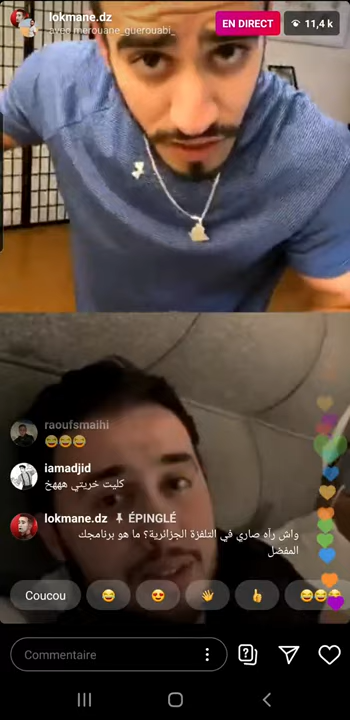 lokmane.dz
avec merouane_guerouabi_
EN DIRECT
11,4 k
raoufsmaihi
😂😂😂
iamadjid
كليت خريتي هههخ
lokmane.dz ÉPINGLÉ
واش رآه صاري في التلفزة الجزائرية؟ ما هو برنامجك
المفضل
Coucou 😂 😍 👋 👍 😂😂😂
Commentaire